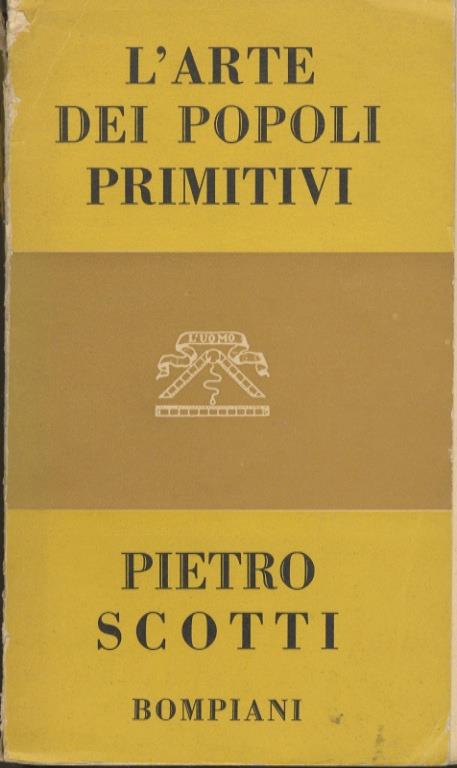 L'ARTE
DEI POPOLI
PRIMITIVI
L'UOMO
PIETRO
SCOTTI
BOMPIANI